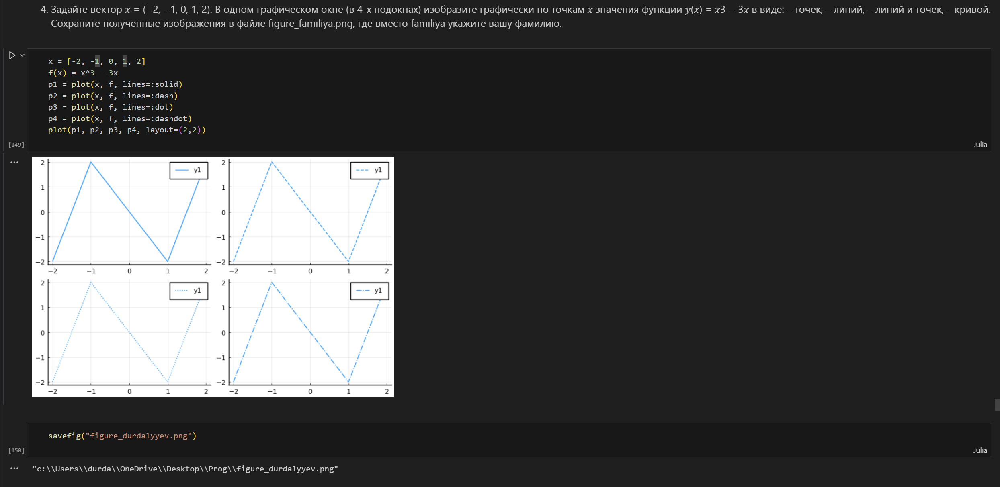 4. Задайте вектор x = (−2, −1, 0, 1, 2). В одном графическом окне (в 4-х подокнах) изобразите графически по точкам x значения функции y(x) = x3 − 3x в виде: – точек, – линий, – линий и точек, – кривой.
Сохраните полученные изображения в файле figure_familiya.png, где вместо familiya укажите вашу фамилию.
x = [-2, -1, 0, 1, 2]
f(x) = x^3 - 3x
p1 = plot(x, f, lines=:solid)
p2 = plot(x, f, lines=:dash)
p3 = plot(x, f, lines=:dot)
p4 = plot(x, f, lines=:dashdot)
plot(p1, p2, p3, p4, layout=(2,2))
[149]
Julia
...
2
1
0
−1
−2
−2 −1 0 1 2
y1
2
1
0
−1
−2
−2 −1 0 1 2
y1
2
1
0
−1
−2
−2 −1 0 1 2
y1
2
1
0
−1
−2
−2 −1 0 1 2
y1
savefig("figure_durdalyyev.png")
[150]
Julia
...
"c:\\Users\\durda\\OneDrive\\Desktop\\Prog\\figure_durdalyyev.png"